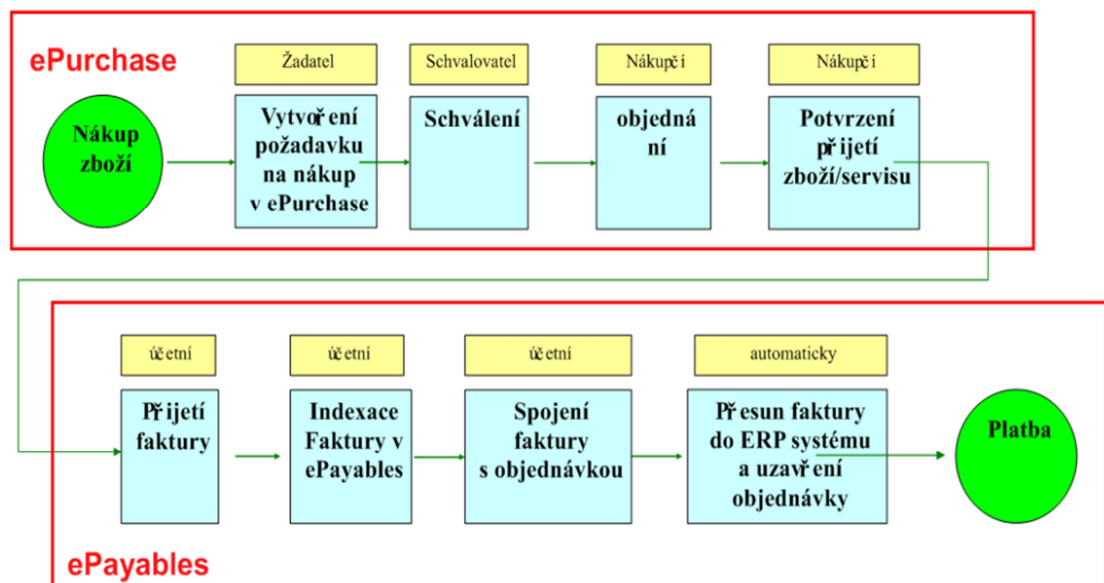 ePurchase
Žadatel
Schvalovatel
Nákupčí
Nákupčí
Nákup
zboží
Vytvoření
požadavku
na nákup
v ePurchase
Schválení
objedná
ní
Potvrzení
přijetí
zboží/servisu
účetní
účetní
účetní
automaticky
Přijetí
faktury
Indexace
Faktury v
ePayables
Spojení
faktury
s objednávkou
Přesun faktury
do ERP systému
a uzavření
objednávky
Platba
ePayables